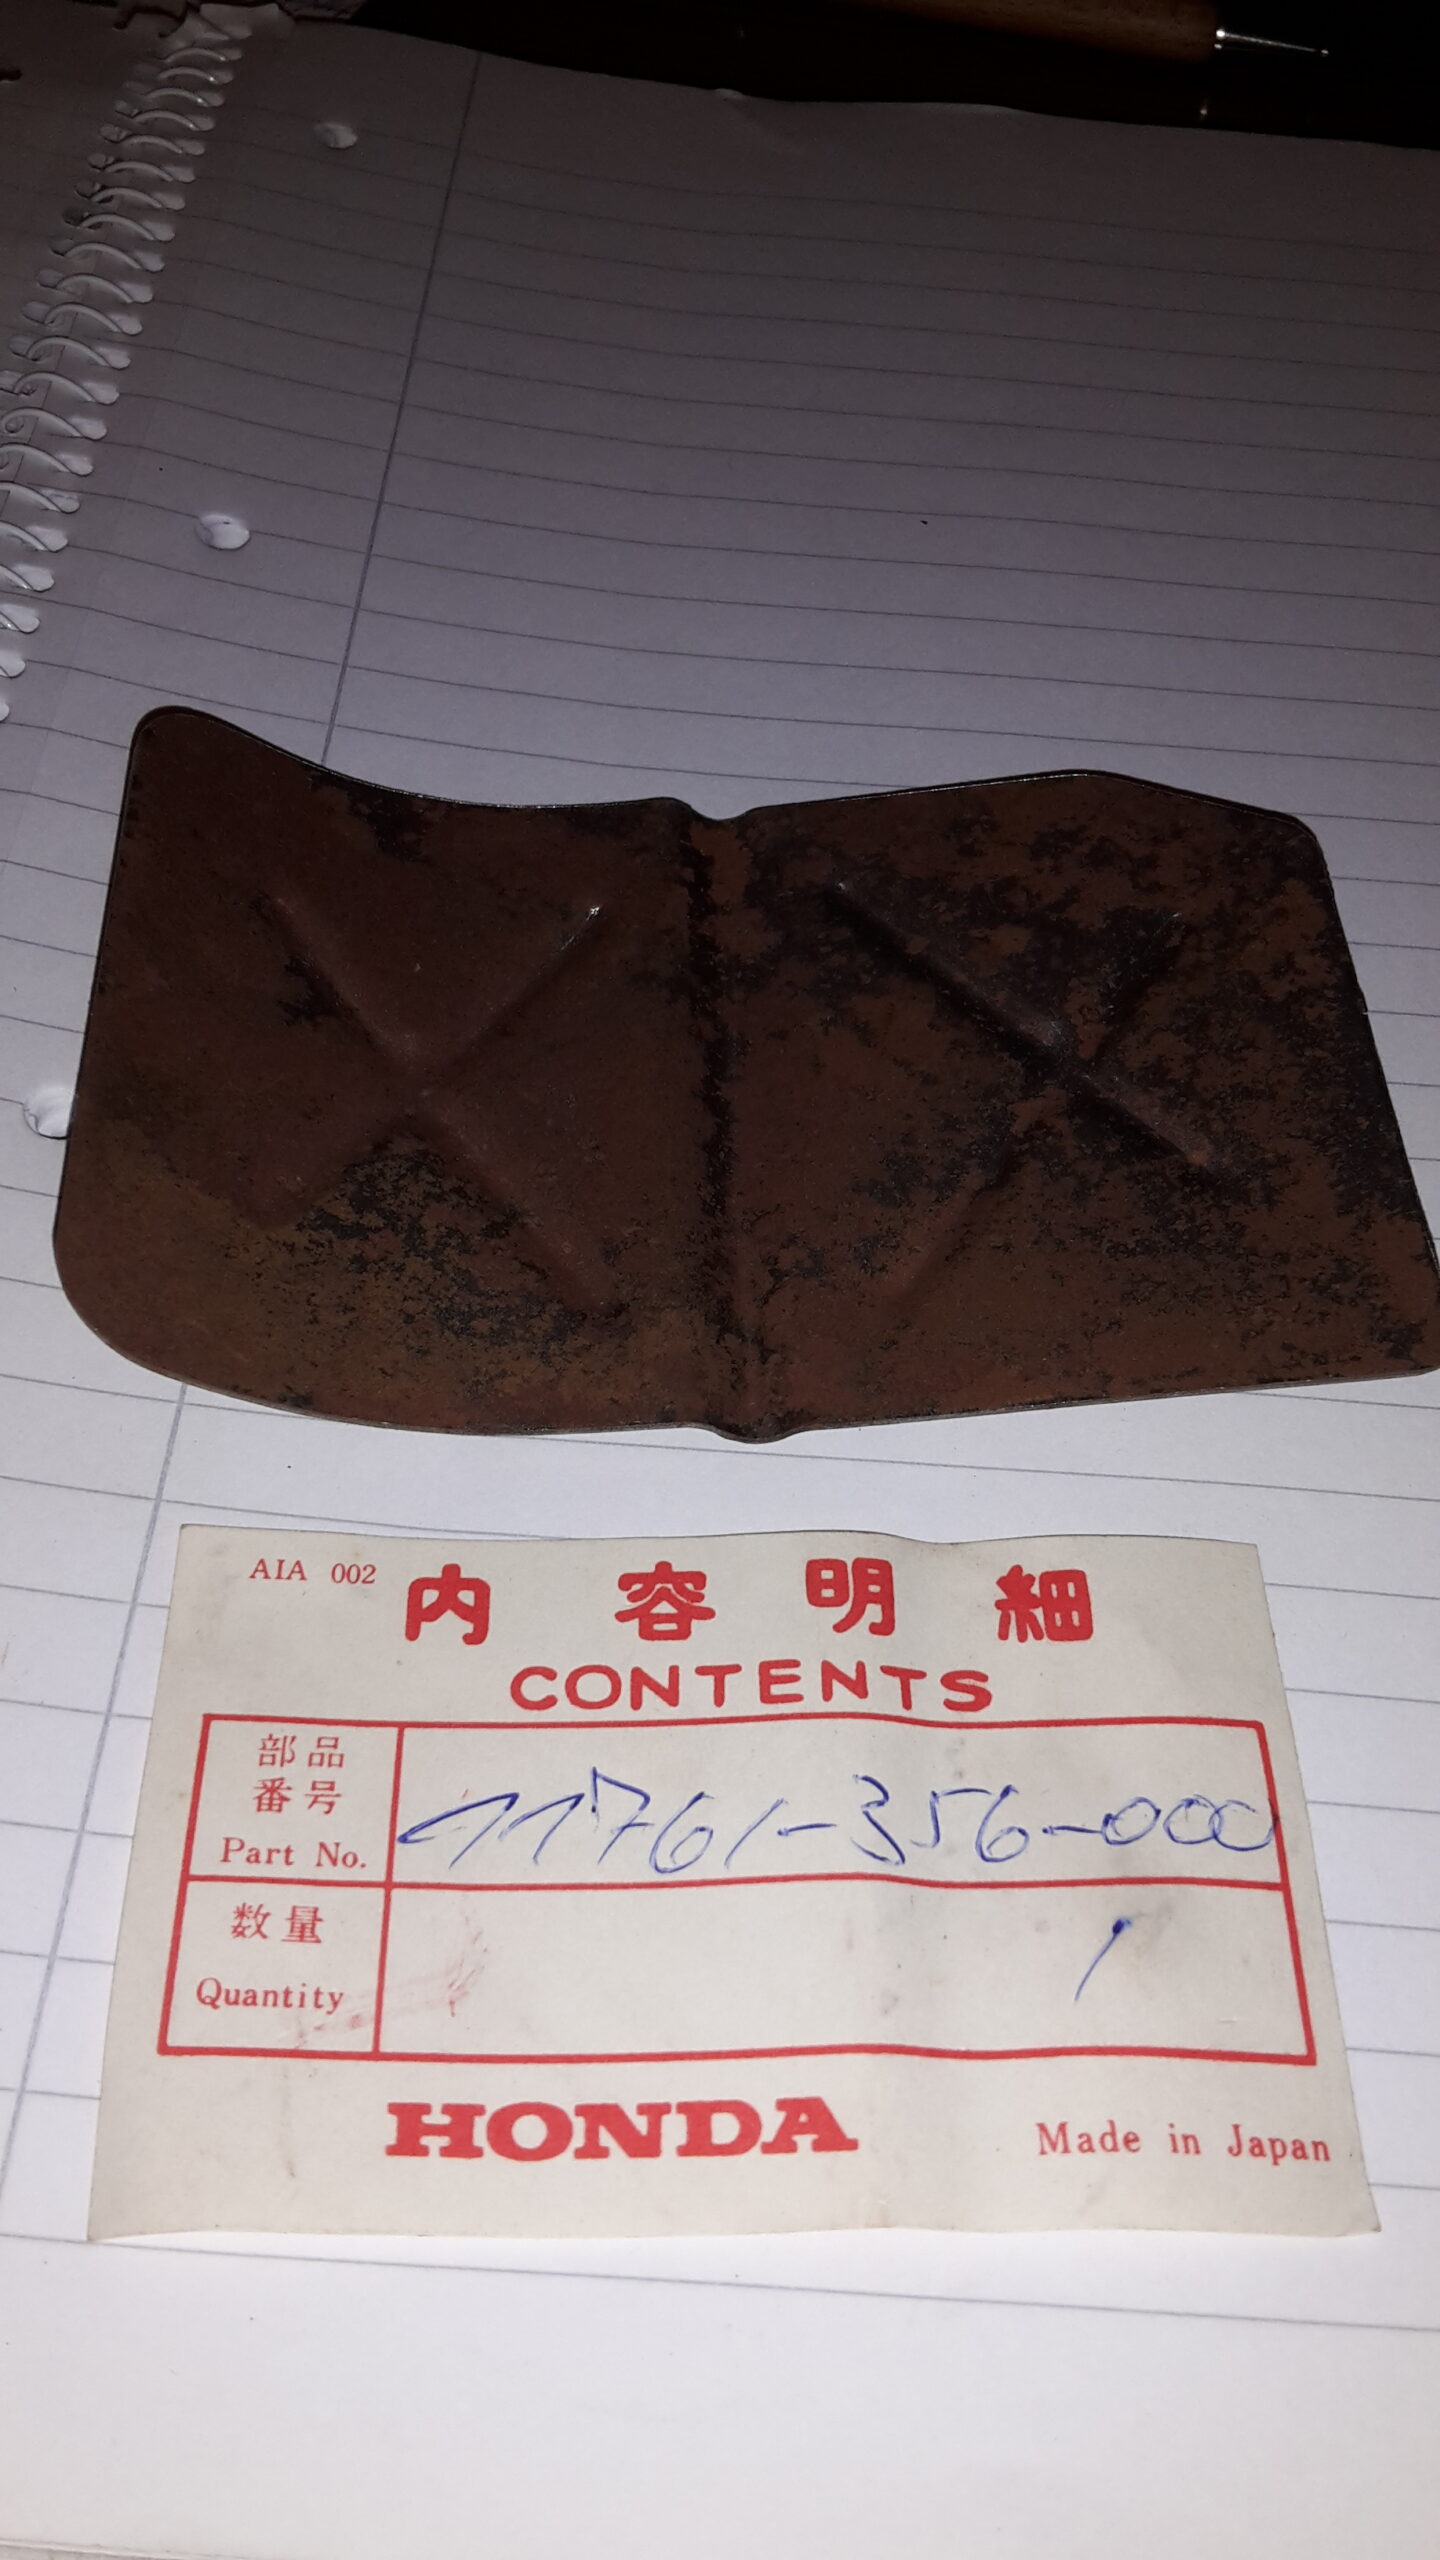 AIA 002
内容明細
CONTENTS
部品
番号
Part No.
11761-356-000
数量
Quantity
1
HONDA
Made in Japan